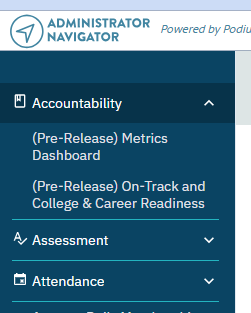 ADMINISTRATOR
NAVIGATOR
Powered by
Accountability
(Pre-Release) Metrics
Dashboard
(Pre-Release) On-Track and
College & Career Readiness
Assessment
Attendance